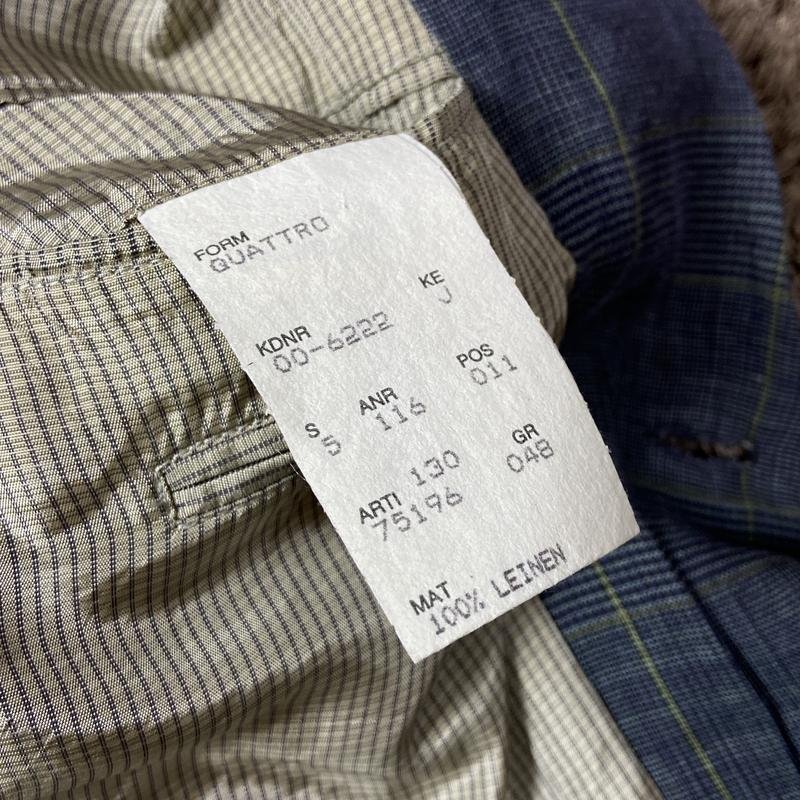 FORM
QUATTRO
KE
J
KDNR
00-6222
POS
011
ANR
116
S
5
GR
048
130
ARTI
75196
MAT
100% LEINEN